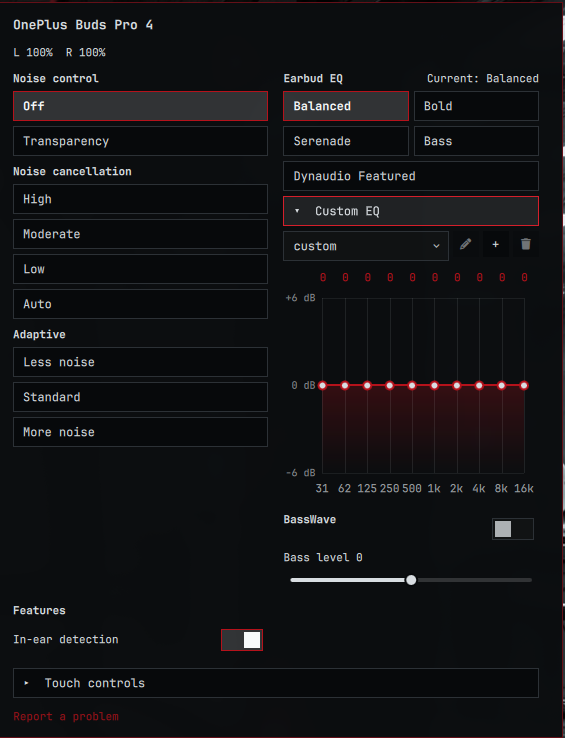 OnePlus Buds Pro 4
L 100% R 100%
Noise control
Off
Transparency
Noise cancellation
High
Moderate
Low
Auto
Adaptive
Less noise
Standard
More noise
Earbud EQ Current: Balanced
Balanced Bold
Serenade Bass
Dynaudio Featured
Custom EQ
custom
+
0 0 0 0 0 0 0 0 0 0
+6 dB
0 dB
-6 dB
31 62 125 250 500 1k 2k 4k 8k 16k
BassWave
Bass level 0
Features
In-ear detection
Touch controls
Report a problem